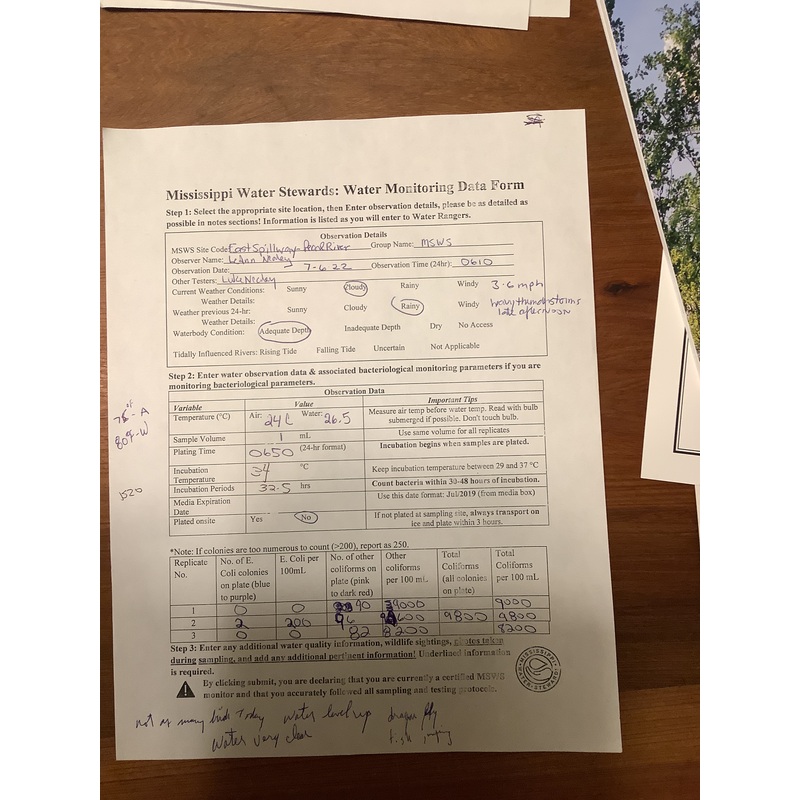 Mississippi Water Stewards: Water Monitoring Data Form
Step 1: Select the appropriate site location, then Enter observation details, please be as detailed as
possible in notes sections! Information is listed as you will enter to Water Rangers.
Observation Details
MSWS Site Code East Spillway - Pearl River Group Name: MSWS
Observer Name:
Observation Date: 7-6-22 Observation Time (24hr): 0610
Other Testers: Luke
Current Weather Conditions: Sunny Cloudy Rainy Windy 3-6 mph
Weather Details:
Weather previous 24-hr: Sunny Cloudy Rainy Windy heavy thunderstorms
late afternoon
Weather Details:
Waterbody Condition: Adequate Depth Inadequate Depth Dry No Access
Tidally Influenced Rivers: Rising Tide Falling Tide Uncertain Not Applicable
Step 2: Enter water observation data & associated bacteriological monitoring parameters if you are
monitoring bacteriological parameters.
Observation Data
Variable Value Important Tips
Temperature (°C) Air: 24 C Water: 26.5 Measure air temp before water temp. Read with bulb
submerged if possible. Don't touch bulb.
Sample Volume 1 mL Use same volume for all replicates
Plating Time 0650 (24-hr format) Incubation begins when samples are plated.
Incubation
Temperature 34 °C Keep incubation temperature between 29 and 37 °C
Incubation Periods 32.5 hrs Count bacteria within 30-48 hours of incubation.
Media Expiration
Date Use this date format: Jul/2019 (from media box)
Plated onsite Yes No If not plated at sampling site, always transport on
ice and plate within 3 hours.
1520
*Note: If colonies are too numerous to count (>200), report as 250.
Replicate No. of E. E. Coli per No. of other Other Total Total
No. Coli colonies 100mL coliforms on coliforms Coliforms Coliforms
on plate (blue plate (pink per 100 mL (all colonies per 100 mL
to purple) to dark red) on plate)
1 0 0 90 9000 9000
2 2 200 96 9600 9800 9800
3 0 0 82 8200 8200
Step 3: Enter any additional water quality information, wildlife sightings, photos taken
during sampling, and add any additional pertinent information! Underlined information
is required.
By clicking submit, you are declaring that you are currently a certified MSWS
monitor and that you accurately followed all sampling and testing protocols.
MISSISSIPPI
WATER STEWARDS
not as many birds today Water level up dragon fly
Water very clear fish